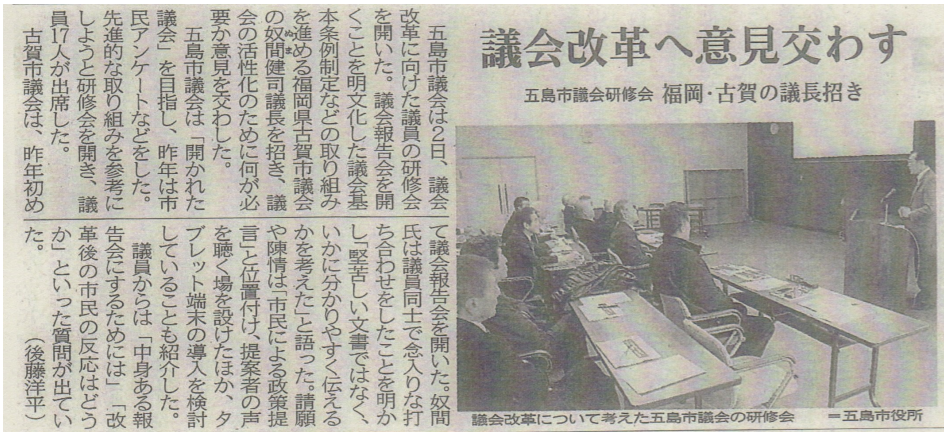 議会改革へ意見交わす
五島市議会研修会 福岡・古賀の議長招き
五島市議会は2日、議会
改革に向けた議員の研修会
を開いた。議会報告会を開
くことを明文化した議会基
本条例制定などの取り組み
を進める福岡県古賀市議会
ぬま
の奴間健司議長を招き、議
会の活性化のために何が必
要か意見を交わした。
五島市議会は「開かれた
議会」を目指し、昨年は市
民アンケートなどをした。
先進的な取り組みを参考に
しようと研修会を開き、議
員17人が出席した。
古賀市議会は、昨年初め
て議会報告会を開いた。奴間
氏は議員同士で念入りな打
ち合わせをしたことを明か
し「堅苦しい文書ではなく、
いかに分かりやすく伝える
かを考えた」と語った。請願
や陳情は「市民による政策提
言」と位置付け、提案者の声
を聴く場を設けたほか、タ
ブレット端末の導入を検討
していることも紹介した。
議員からは「中身ある報
告会にするためには」「改
革後の市民の反応はどう
か」といった質問が出てい
た。（後藤洋平）
議会改革について考えた五島市議会の研修会 ＝五島市役所